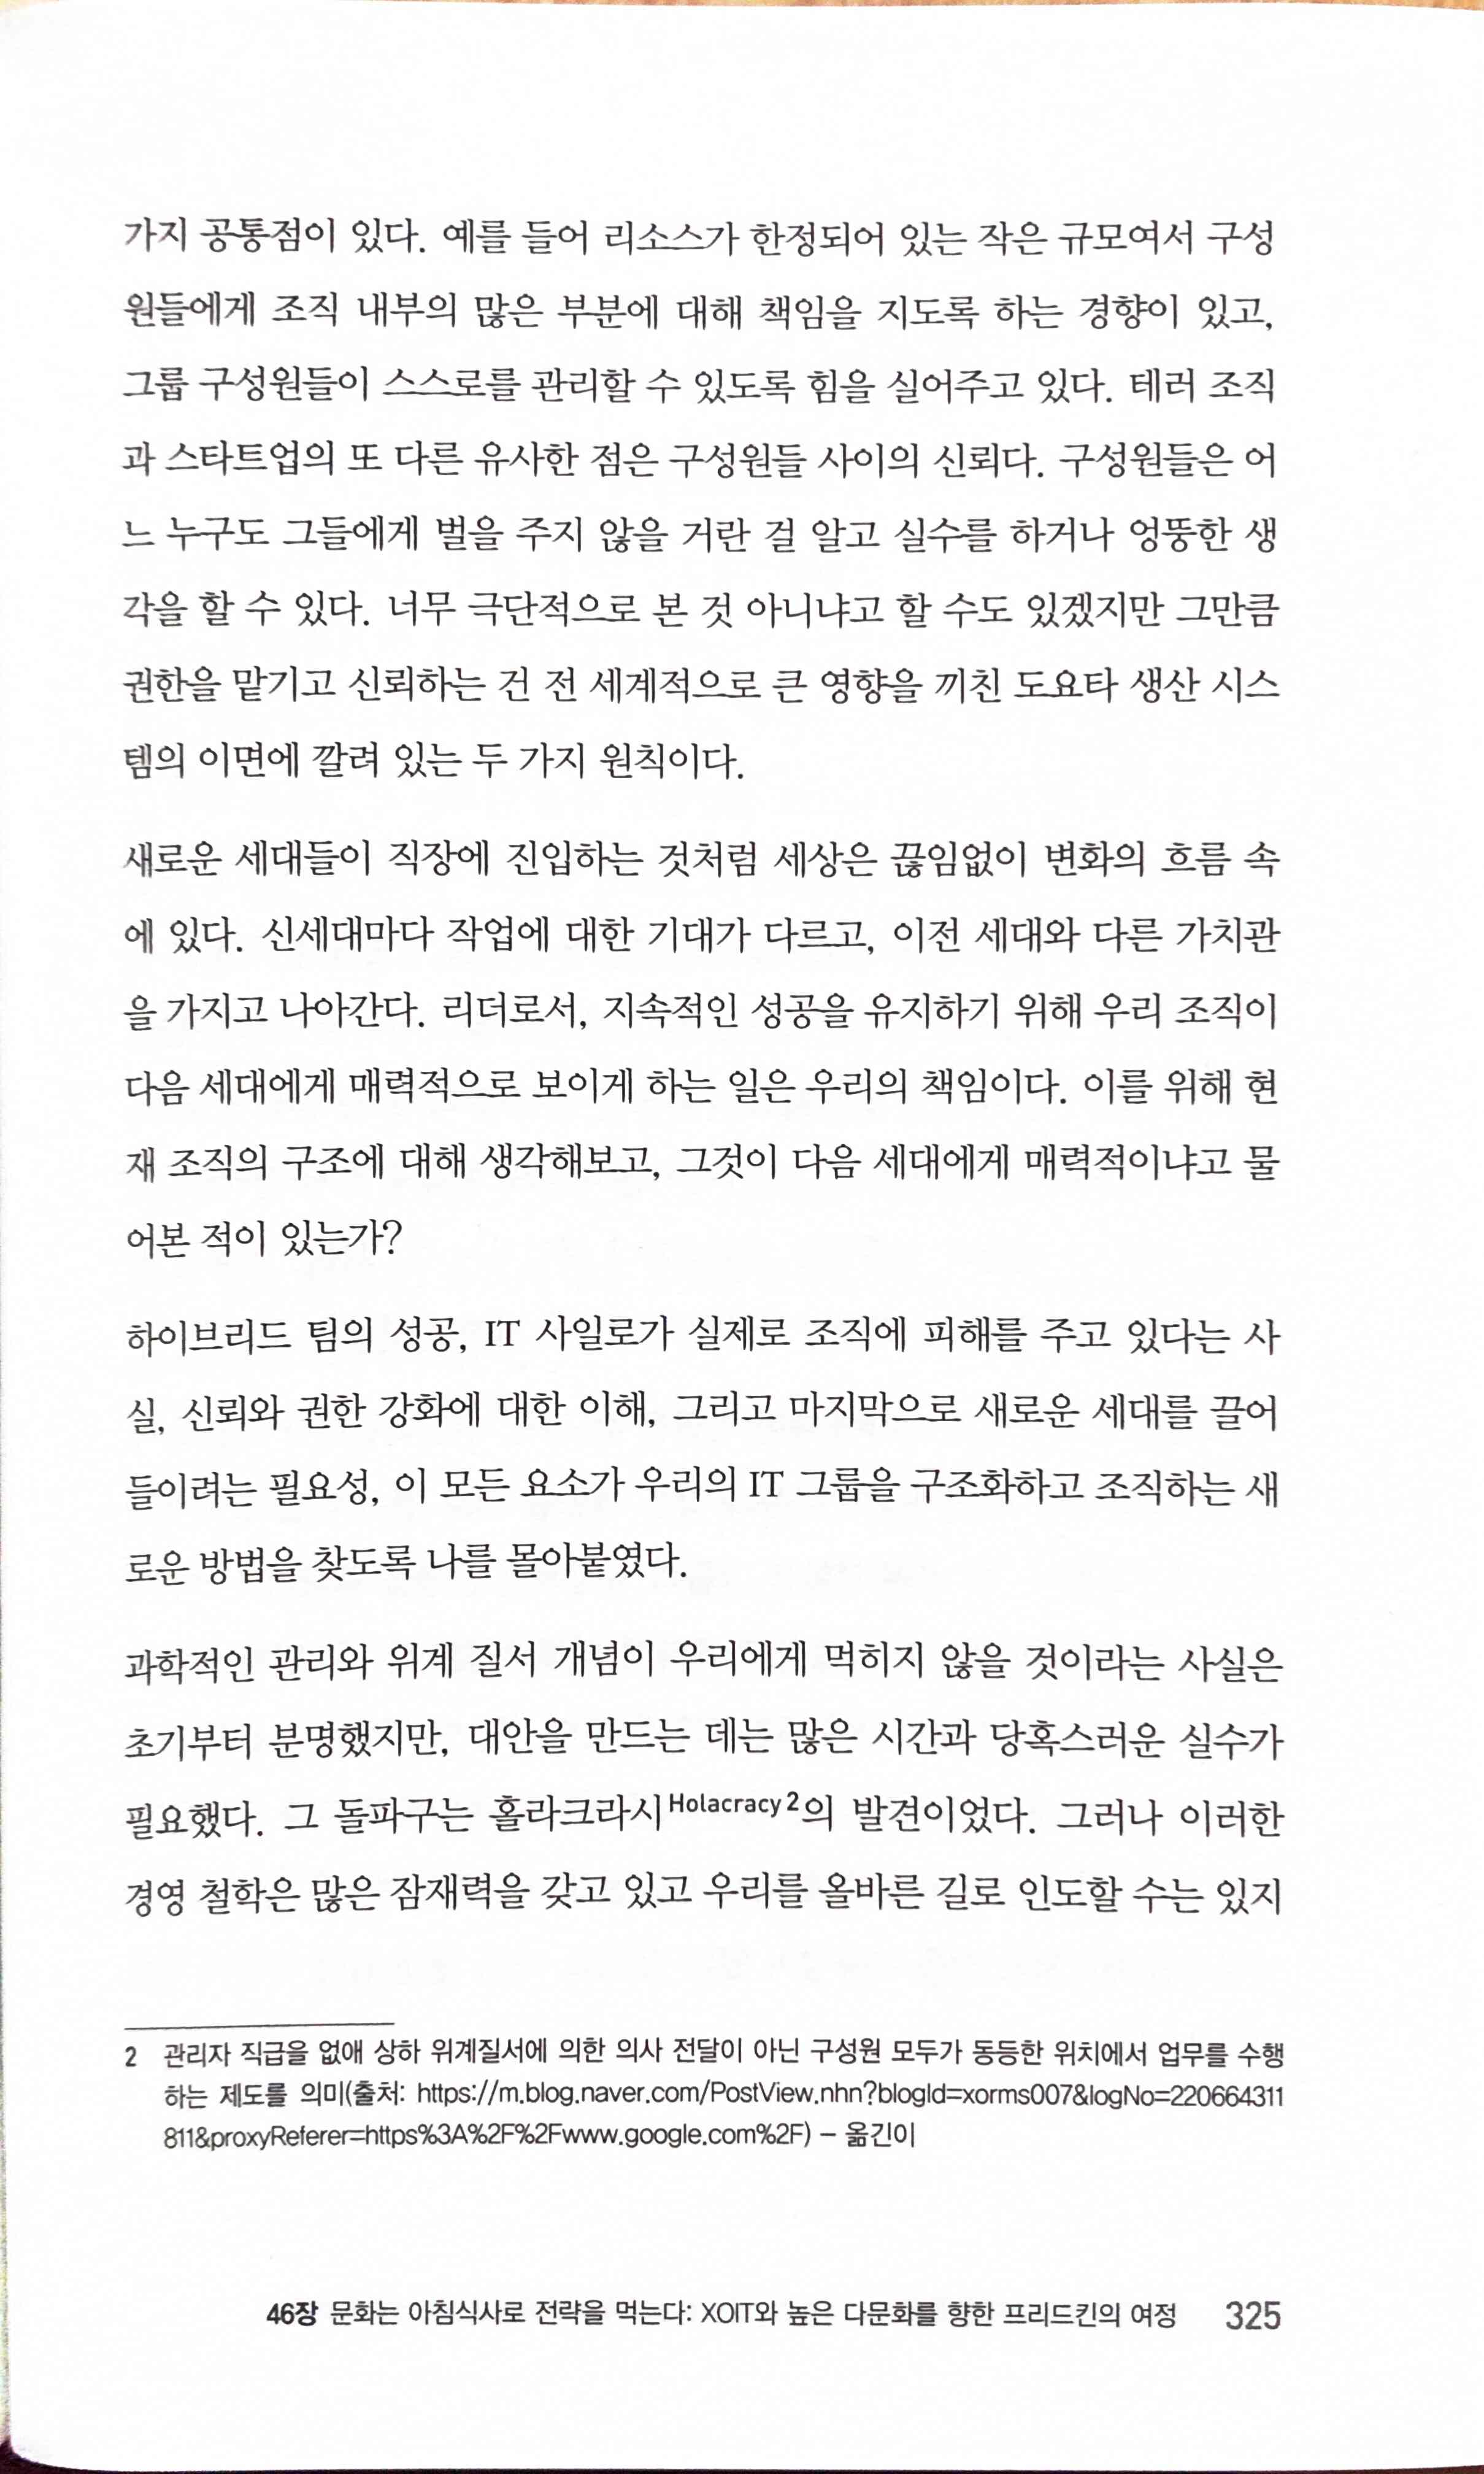 가지 공통점이 있다. 예를 들어 리소스가 한정되어 있는 작은 규모여서 구성
원들에게 조직 내부의 많은 부분에 대해 책임을 지도록 하는 경향이 있고,
그룹 구성원들이 스스로를 관리할 수 있도록 힘을 실어주고 있다. 테러 조직
과 스타트업의 또 다른 유사한 점은 구성원들 사이의 신뢰다. 구성원들은 어
느 누구도 그들에게 벌을 주지 않을 거란 걸 알고 실수를 하거나 엉뚱한 생
각을 할 수 있다. 너무 극단적으로 본 것 아니냐고 할 수도 있겠지만 그만큼
권한을 맡기고 신뢰하는 건 전 세계적으로 큰 영향을 끼친 도요타 생산 시스
템의 이면에 깔려 있는 두 가지 원칙이다.
새로운 세대들이 직장에 진입하는 것처럼 세상은 끊임없이 변화의 흐름 속
에 있다. 신세대마다 작업에 대한 기대가 다르고, 이전 세대와 다른 가치관
을 가지고 나아간다. 리더로서, 지속적인 성공을 유지하기 위해 우리 조직이
다음 세대에게 매력적으로 보이게 하는 일은 우리의 책임이다. 이를 위해 현
재 조직의 구조에 대해 생각해보고, 그것이 다음 세대에게 매력적이냐고 물
어본 적이 있는가?
하이브리드 팀의 성공, IT 사일로가 실제로 조직에 피해를 주고 있다는 사
실, 신뢰와 권한 강화에 대한 이해, 그리고 마지막으로 새로운 세대를 끌어
들이려는 필요성, 이 모든 요소가 우리의 IT 그룹을 구조화하고 조직하는 새
로운 방법을 찾도록 나를 몰아붙였다.
과학적인 관리와 위계 질서 개념이 우리에게 먹히지 않을 것이라는 사실은
초기부터 분명했지만, 대안을 만드는 데는 많은 시간과 당혹스러운 실수가
필요했다. 그 돌파구는 홀라크라시Holacracy2의 발견이었다. 그러나 이러한
경영 철학은 많은 잠재력을 갖고 있고 우리를 올바른 길로 인도할 수는 있지
2 관리자 직급을 없애 상하 위계질서에 의한 의사 전달이 아닌 구성원 모두가 동등한 위치에서 업무를 수행
하는 제도를 의미(출처: https://m.blog.naver.com/PostView.nhn?blogId=xorms007&logNo=220664311
811&proxyReferer=https%3A%2F%2Fwww.google.com%2F) – 옮긴이
46장 문화는 아침식사로 전략을 먹는다: XOIT와 높은 다문화를 향한 프리드킨의 여정 325